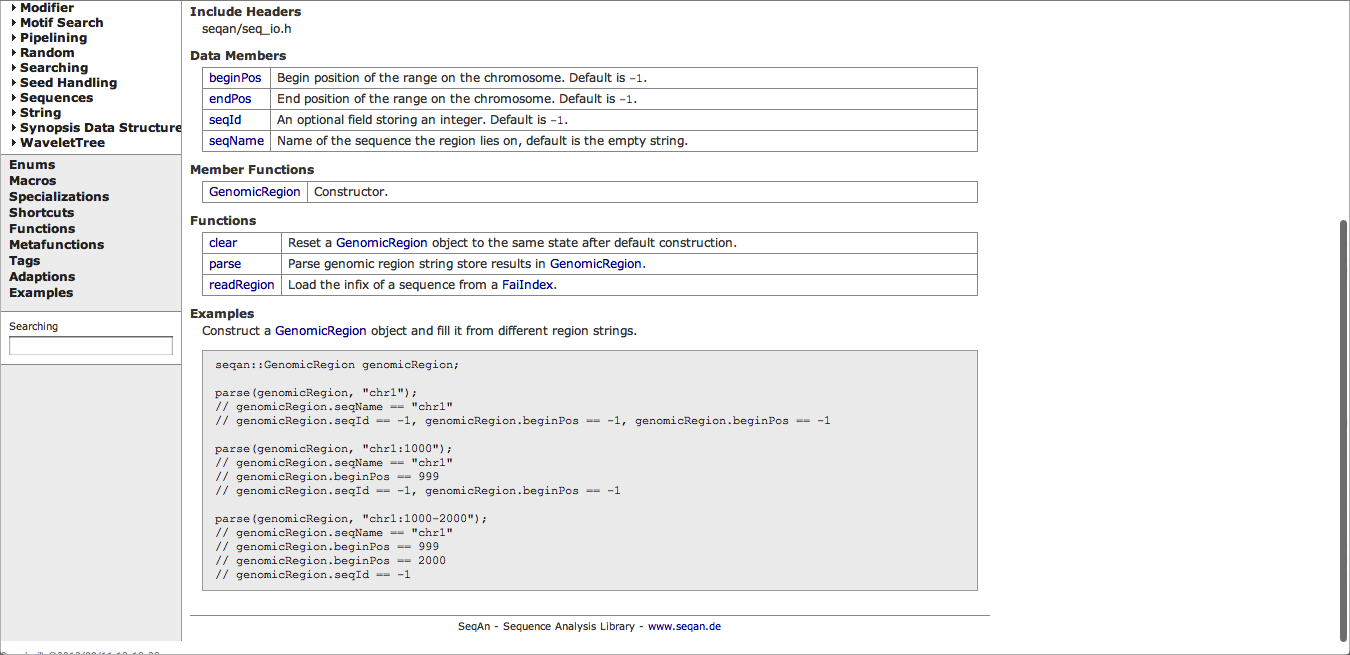 Modifier
Motif Search
Pipelining
Random
Searching
Seed Handling
Sequences
String
Synopsis Data Structure
WaveletTree
Enums
Macros
Specializations
Shortcuts
Functions
Metafunctions
Tags
Adaptions
Examples
Searching
Include Headers
seqan/seq_io.h
Data Members
beginPos Begin position of the range on the chromosome. Default is -1.
endPos End position of the range on the chromosome. Default is -1.
seqId An optional field storing an integer. Default is -1.
seqName Name of the sequence the region lies on, default is the empty string.
Member Functions
GenomicRegion Constructor.
Functions
clear Reset a GenomicRegion object to the same state after default construction.
parse Parse genomic region string store results in GenomicRegion.
readRegion Load the infix of a sequence from a FaiIndex.
Examples
Construct a GenomicRegion object and fill it from different region strings.
seqan::GenomicRegion genomicRegion;
parse(genomicRegion, "chr1");
// genomicRegion.seqName == "chr1"
// genomicRegion.seqId == -1, genomicRegion.beginPos == -1, genomicRegion.beginPos == -1
parse(genomicRegion, "chr1:1000");
// genomicRegion.seqName == "chr1"
// genomicRegion.beginPos == 999
// genomicRegion.seqId == -1, genomicRegion.beginPos == -1
parse(genomicRegion, "chr1:1000-2000");
// genomicRegion.seqName == "chr1"
// genomicRegion.beginPos == 999
// genomicRegion.beginPos == 2000
// genomicRegion.seqId == -1
SeqAn - Sequence Analysis Library - www.seqan.de